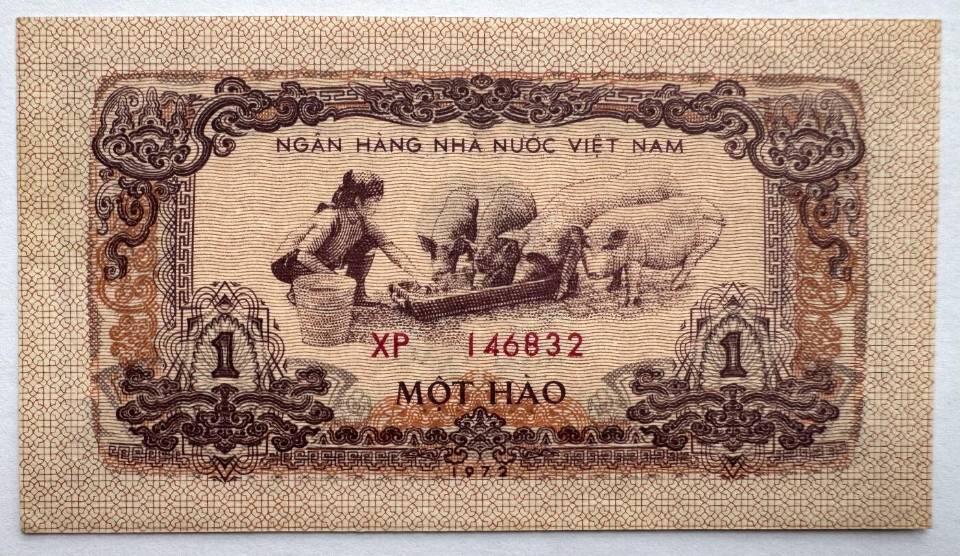 NGÂN HÀNG NHÀ NƯỚC VIỆT NAM
XP 146832
1 1
MỘT HÀO
1972